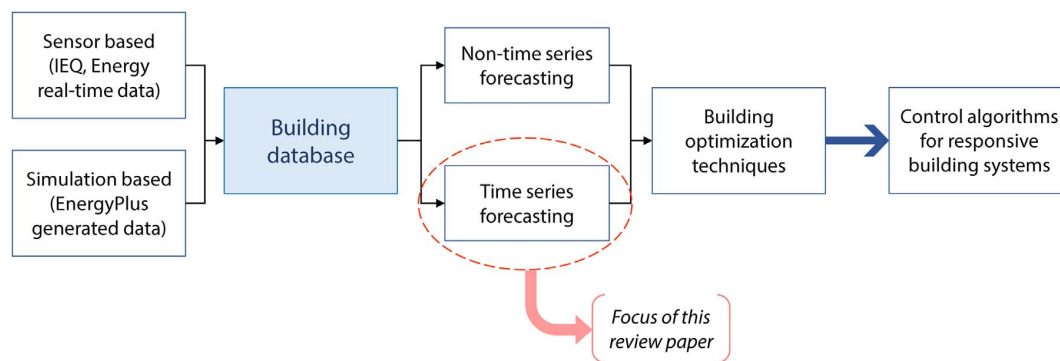 Sensor based
(IEQ, Energy
real-time data)
Simulation based
(EnergyPlus
generated data)
Building
database
Non-time series
forecasting
Time series
forecasting
Building
optimization
techniques
Control algorithms
for responsive
building systems
Focus of this
review paper